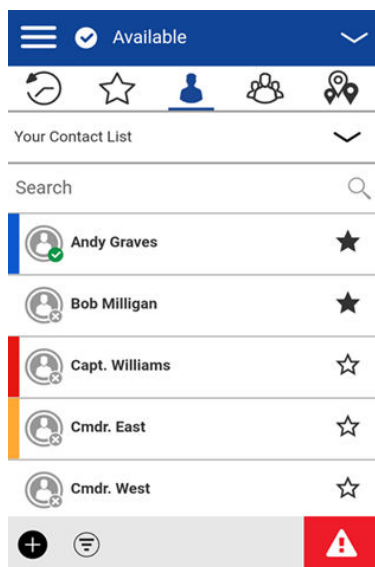 Available
Your Contact List
Search
Andy Graves
Bob Milligan
Capt. Williams
Cmdr. East
Cmdr. West